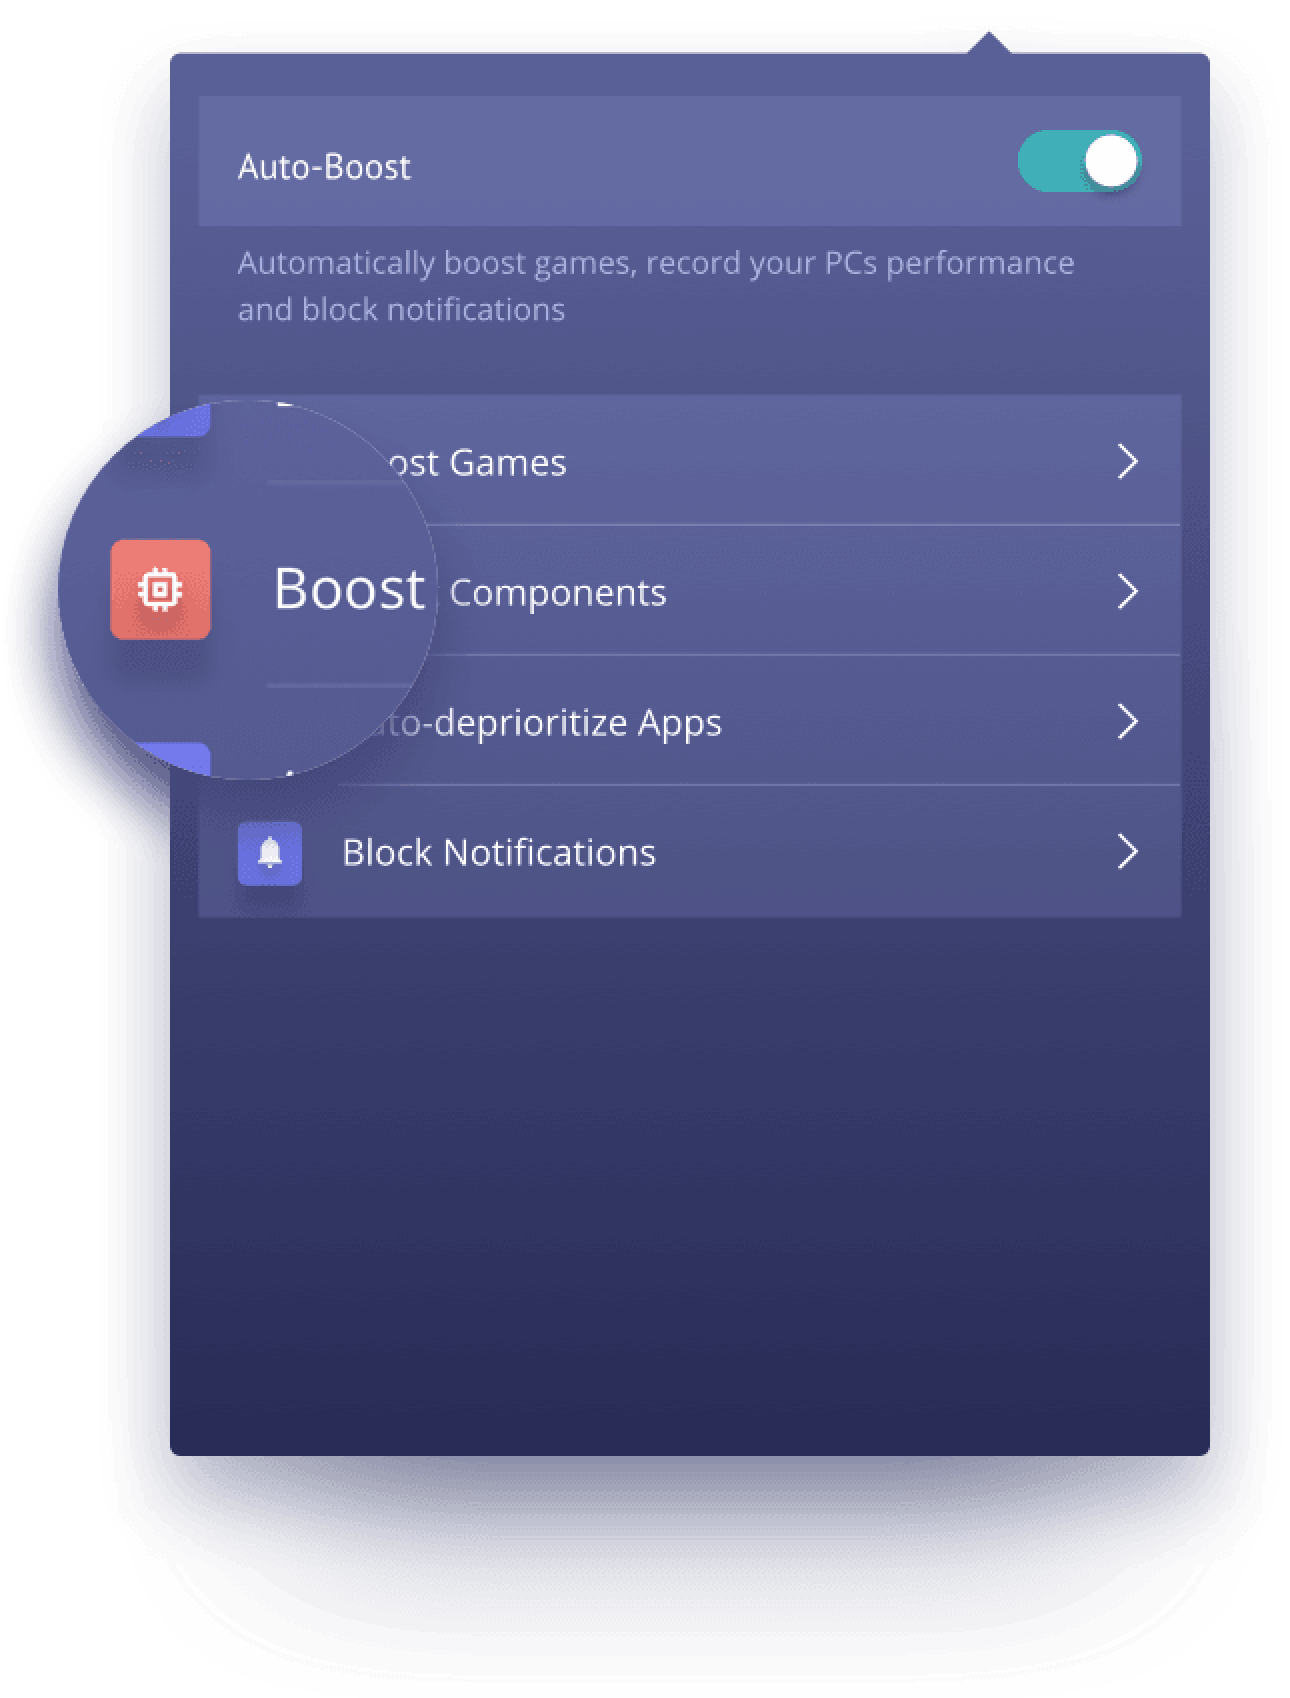 Auto-Boost
Automatically boost games, record your PCs performance
and block notifications
ost Games
Boost Components
to-deprioritize Apps
Block Notifications